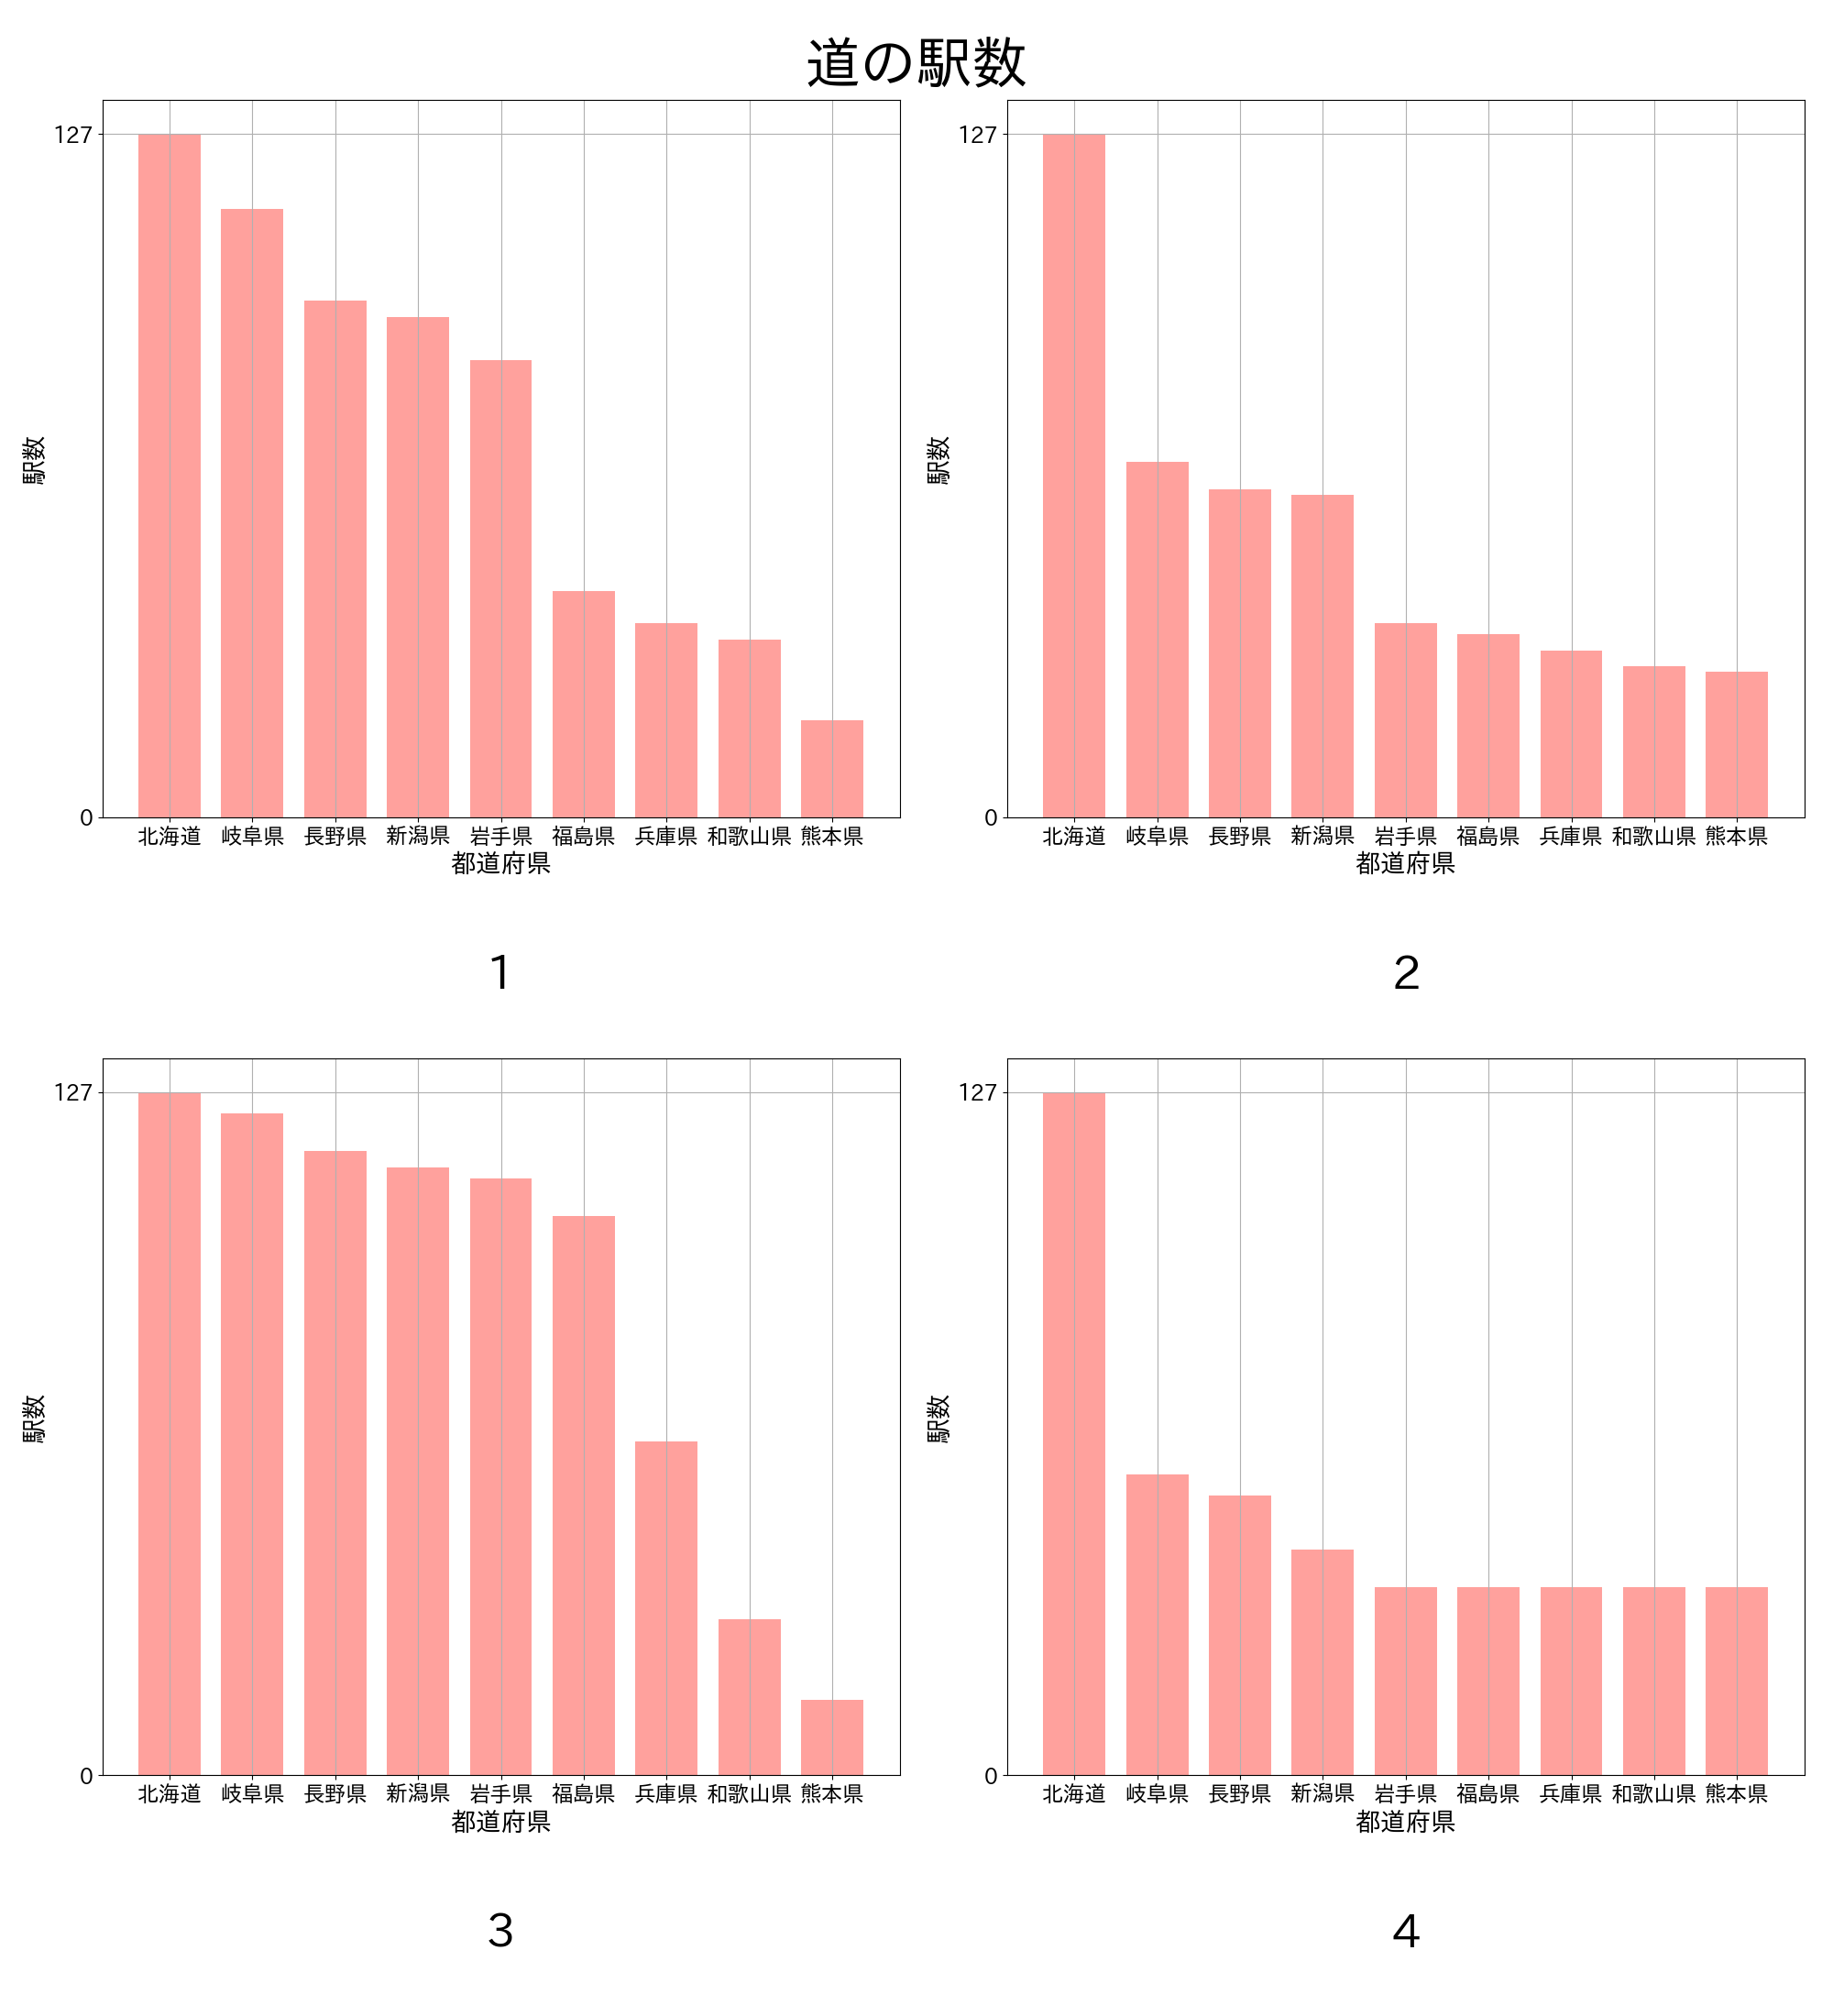 道の駅数
127
0
駅数
北海道 岐阜県 長野県 新潟県 岩手県 福島県 兵庫県 和歌山県 熊本県
都道府県
1
127
0
駅数
北海道 岐阜県 長野県 新潟県 岩手県 福島県 兵庫県 和歌山県 熊本県
都道府県
2
127
0
駅数
北海道 岐阜県 長野県 新潟県 岩手県 福島県 兵庫県 和歌山県 熊本県
都道府県
3
127
0
駅数
北海道 岐阜県 長野県 新潟県 岩手県 福島県 兵庫県 和歌山県 熊本県
都道府県
4